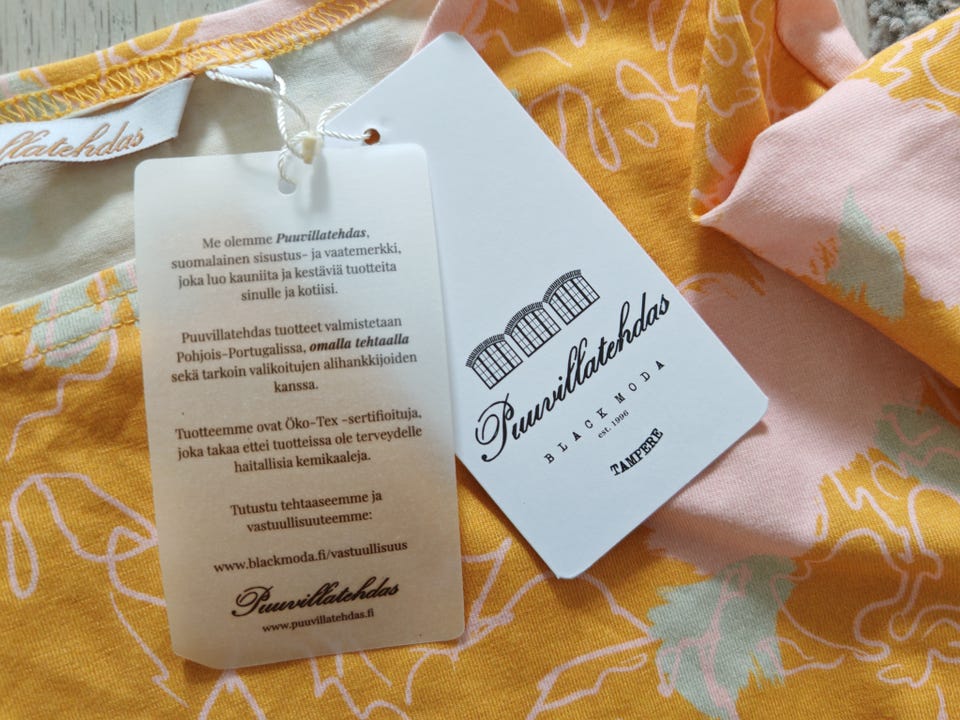 llatehdas
Me olemme Puuvillatehdas,
suomalainen sisustus- ja vaatemerkki,
joka luo kauniita ja kestäviä tuotteita
sinulle ja kotiisi.
Puuvillatehdas tuotteet valmistetaan
Pohjois-Portugalissa, omalla tehtaalla
sekä tarkoin valikoitujen alihankkijoiden
kanssa.
Tuotteemme ovat Öko-Tex -sertifioituja,
joka takaa ettei tuotteissa ole terveydelle
haitallisia kemikaaleja.
Tutustu tehtaaseemme ja
vastuullisuuteemme:
www.blackmoda.fi/vastuullisuus
Puuvillatehdas
www.puuvillatehdas.fi
Puuvillatehdas
BLACK MODA
est. 1996
TAMPERE